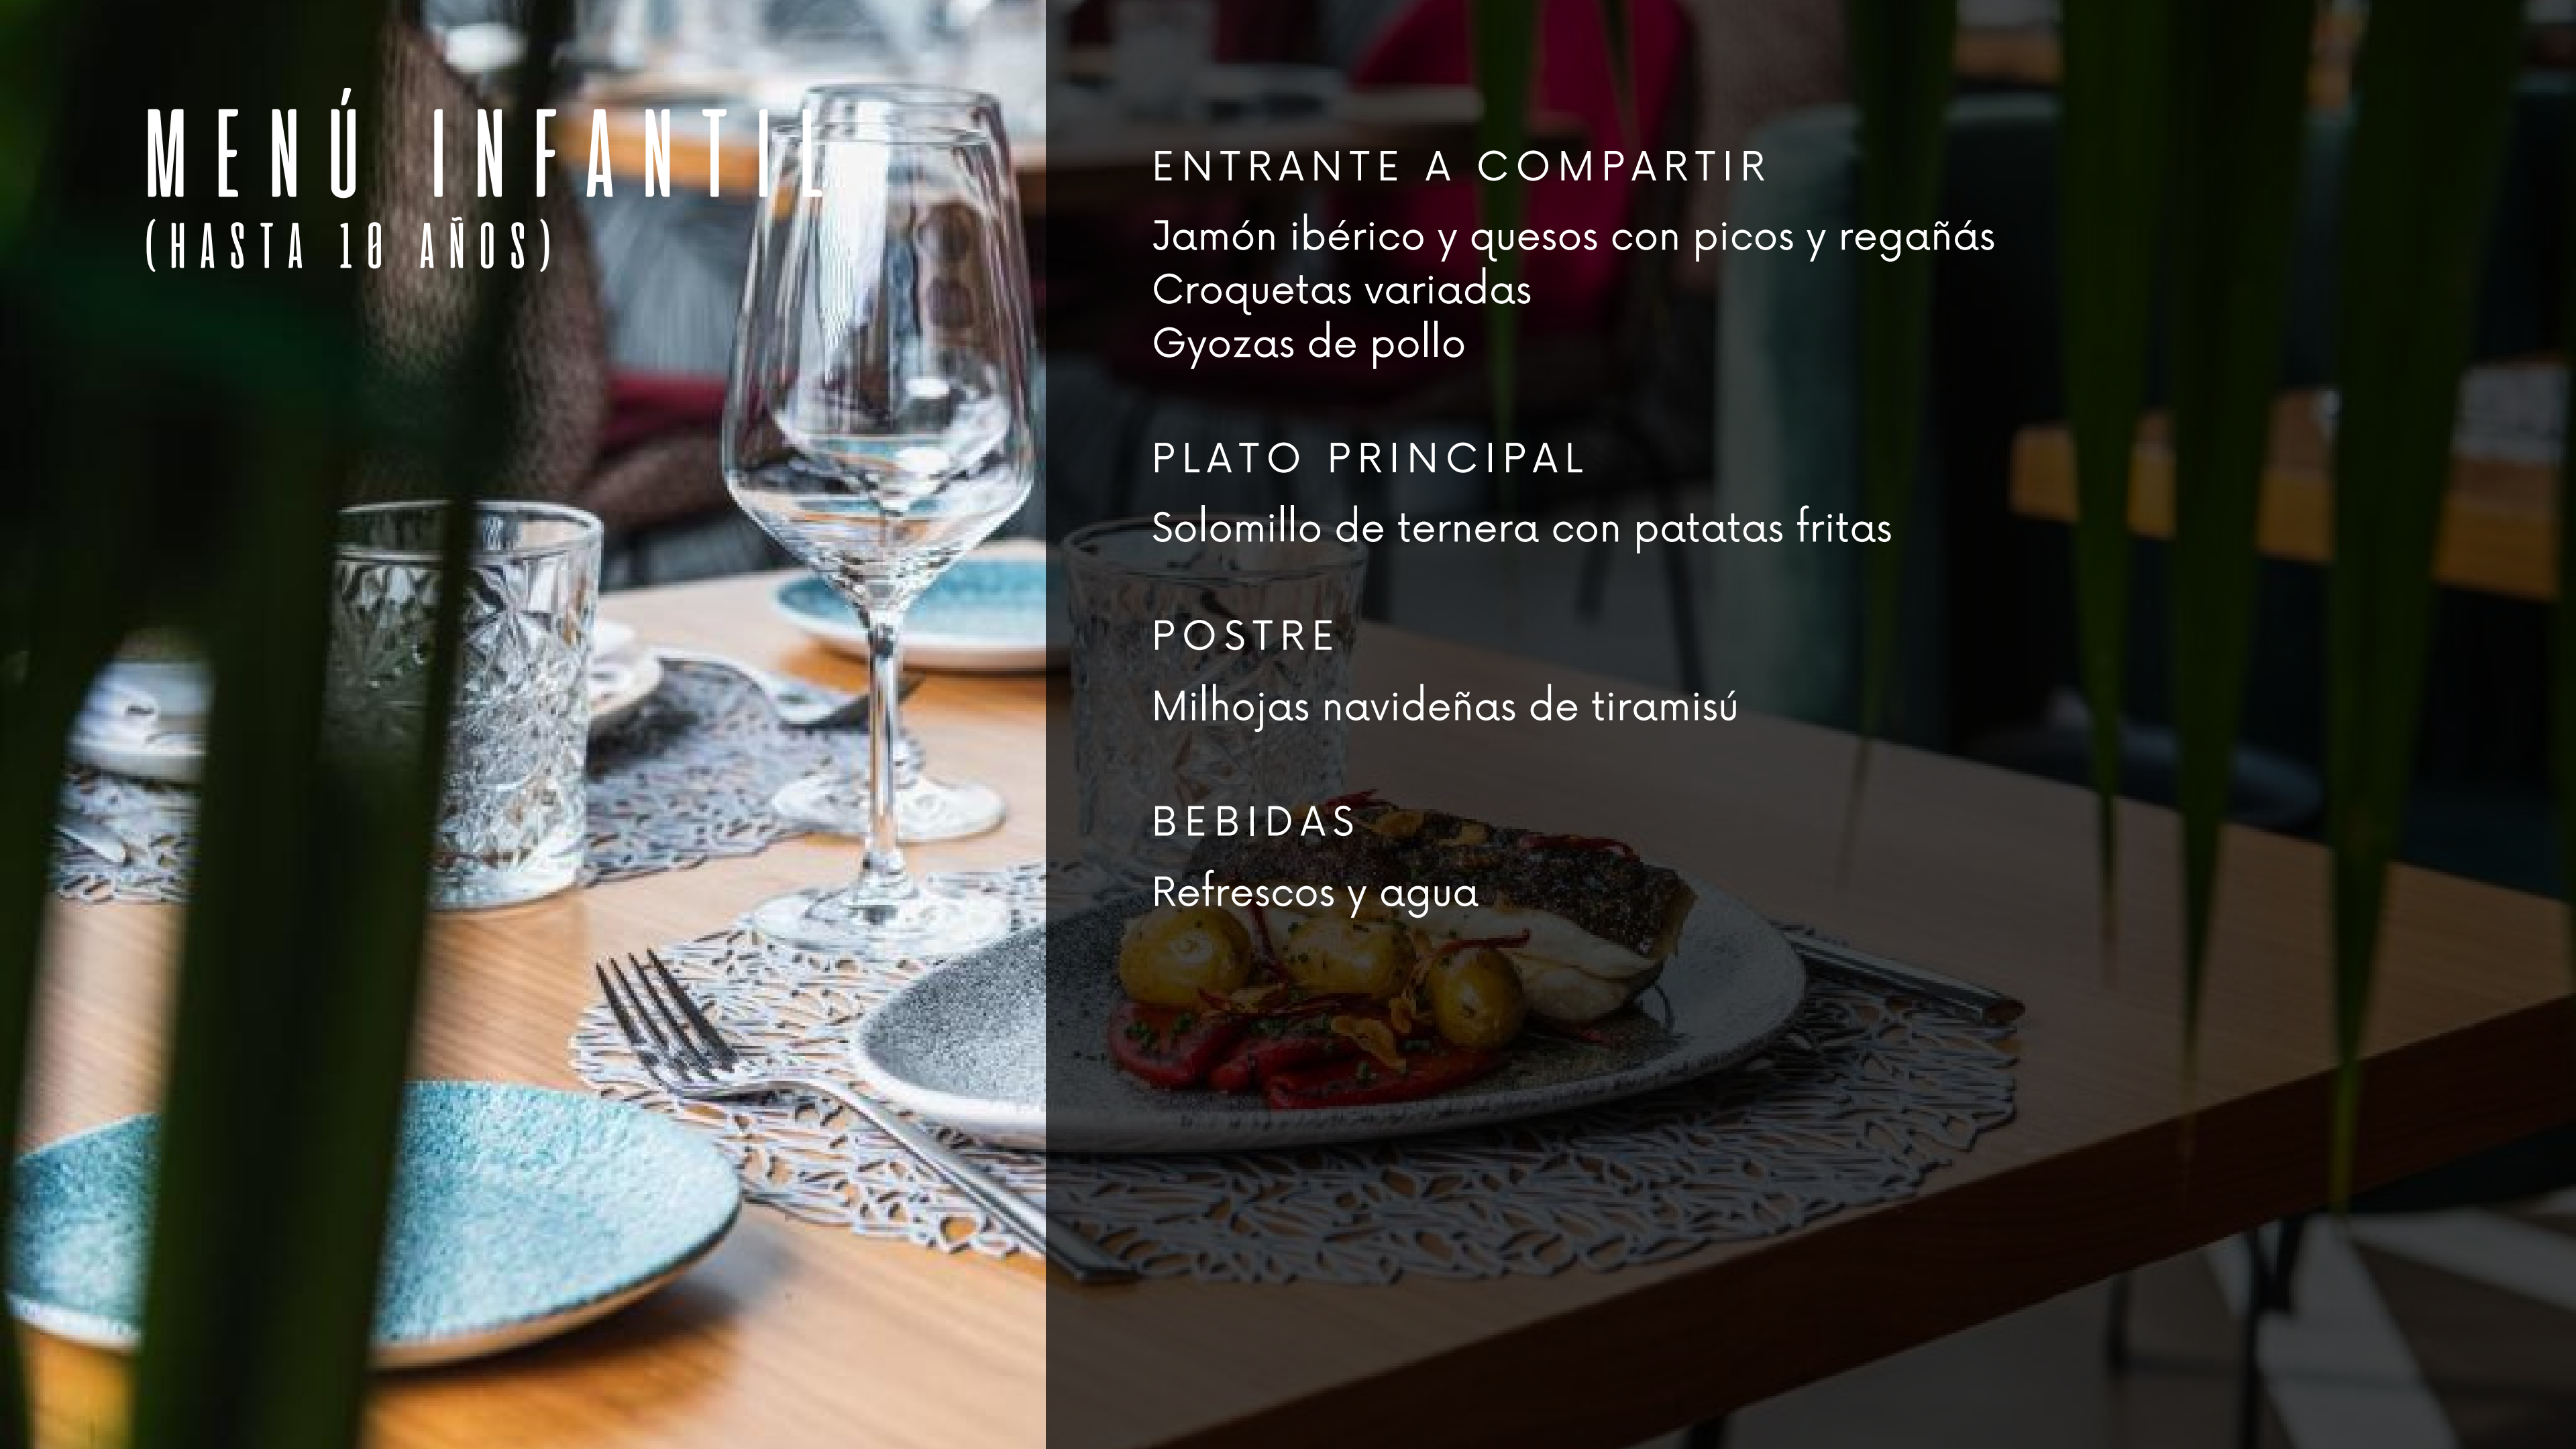 MENÚ INFANTIL
(HASTA 10 AÑOS)
ENTRANTE A COMPARTIR
Jamón ibérico y quesos con picos y regañás
Croquetas variadas
Gyozas de pollo
PLATO PRINCIPAL
Solomillo de ternera con patatas fritas
POSTRE
Milhojas navideñas de tiramisú
BEBIDAS
Refrescos y agua